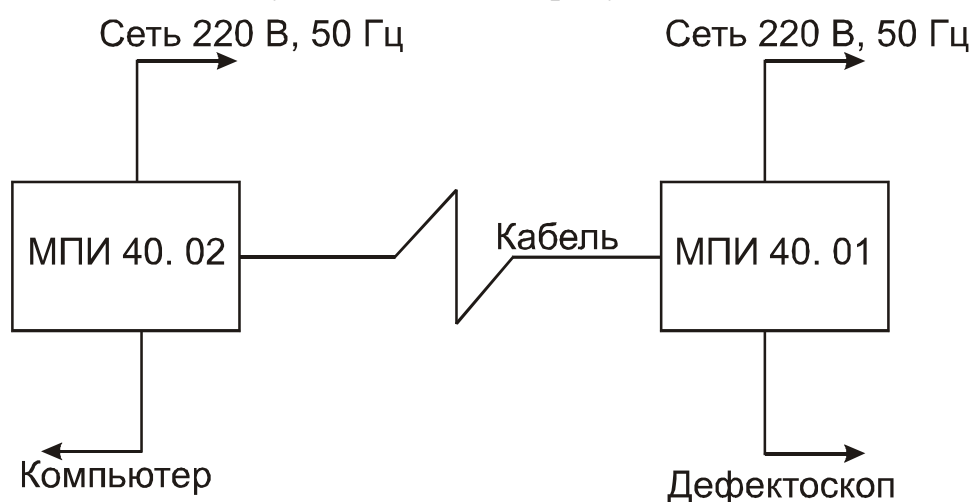 Сеть 220 В, 50 Гц
Сеть 220 В, 50 Гц
МПИ 40. 02
Кабель
МПИ 40. 01
Компьютер
Дефектоскоп